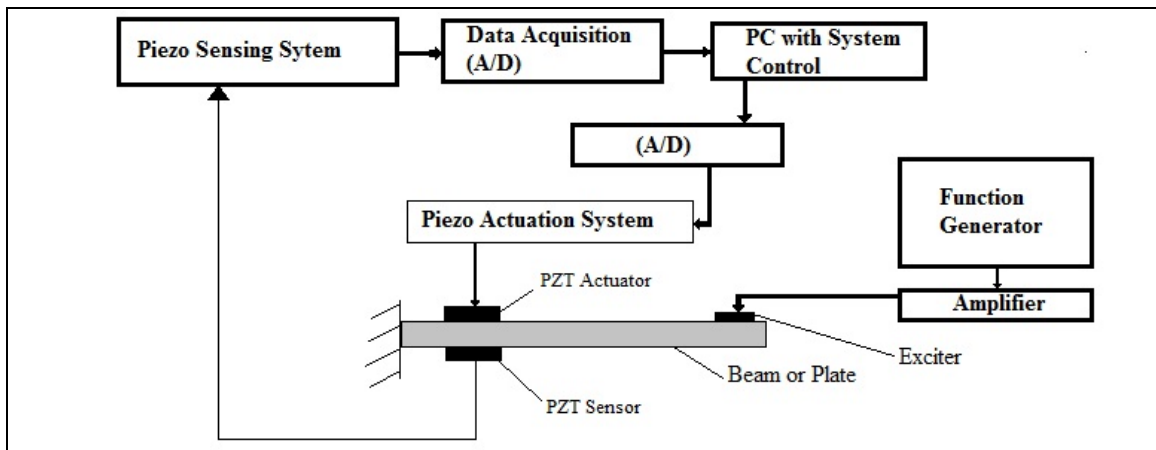 Piezo Sensing Sytem
Data Acquisition
(A/D)
PC with System
Control
(A/D)
Function
Generator
Piezo Actuation System
PZT Actuator
Amplifier
Exciter
Beam or Plate
PZT Sensor